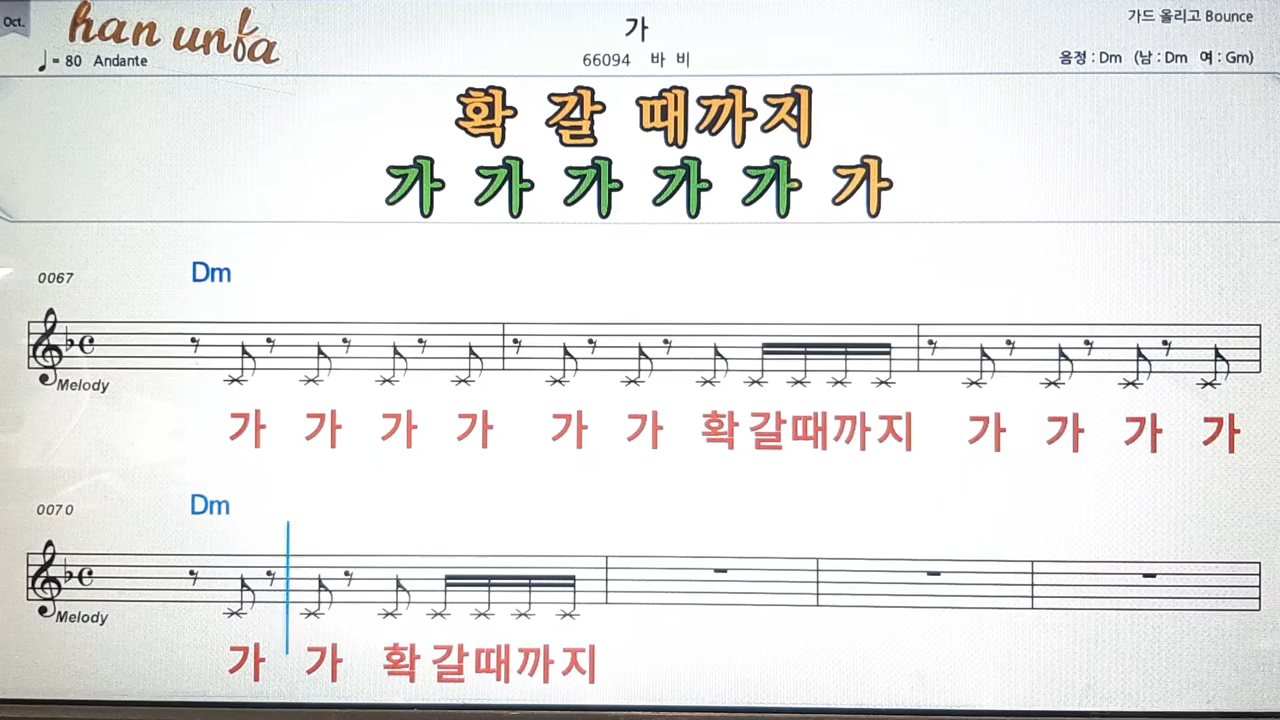 Oct.
han unfa
♩= 80 Andante
가
66094 바 비
가드 올리고 Bounce
음정 : Dm (남 : Dm 여 : Gm)
확 갈 때까지
가 가 가 가 가 가
0067
Dm
Melody
가 가 가 가 가 가 확 갈때까지 가 가 가 가
0070
Dm
Melody
가 가 확 갈때까지